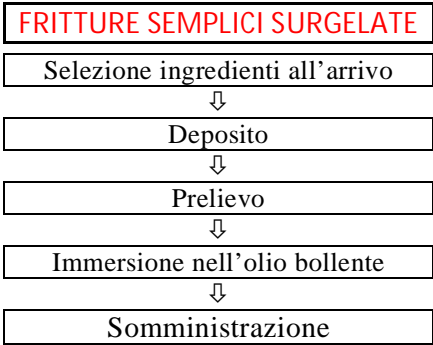 FRITTURE SEMPLICI SURGELATE
Selezione ingredienti all’arrivo
⇩
Deposito
⇩
Prelievo
⇩
Immersione nell’olio bollente
⇩
Somministrazione